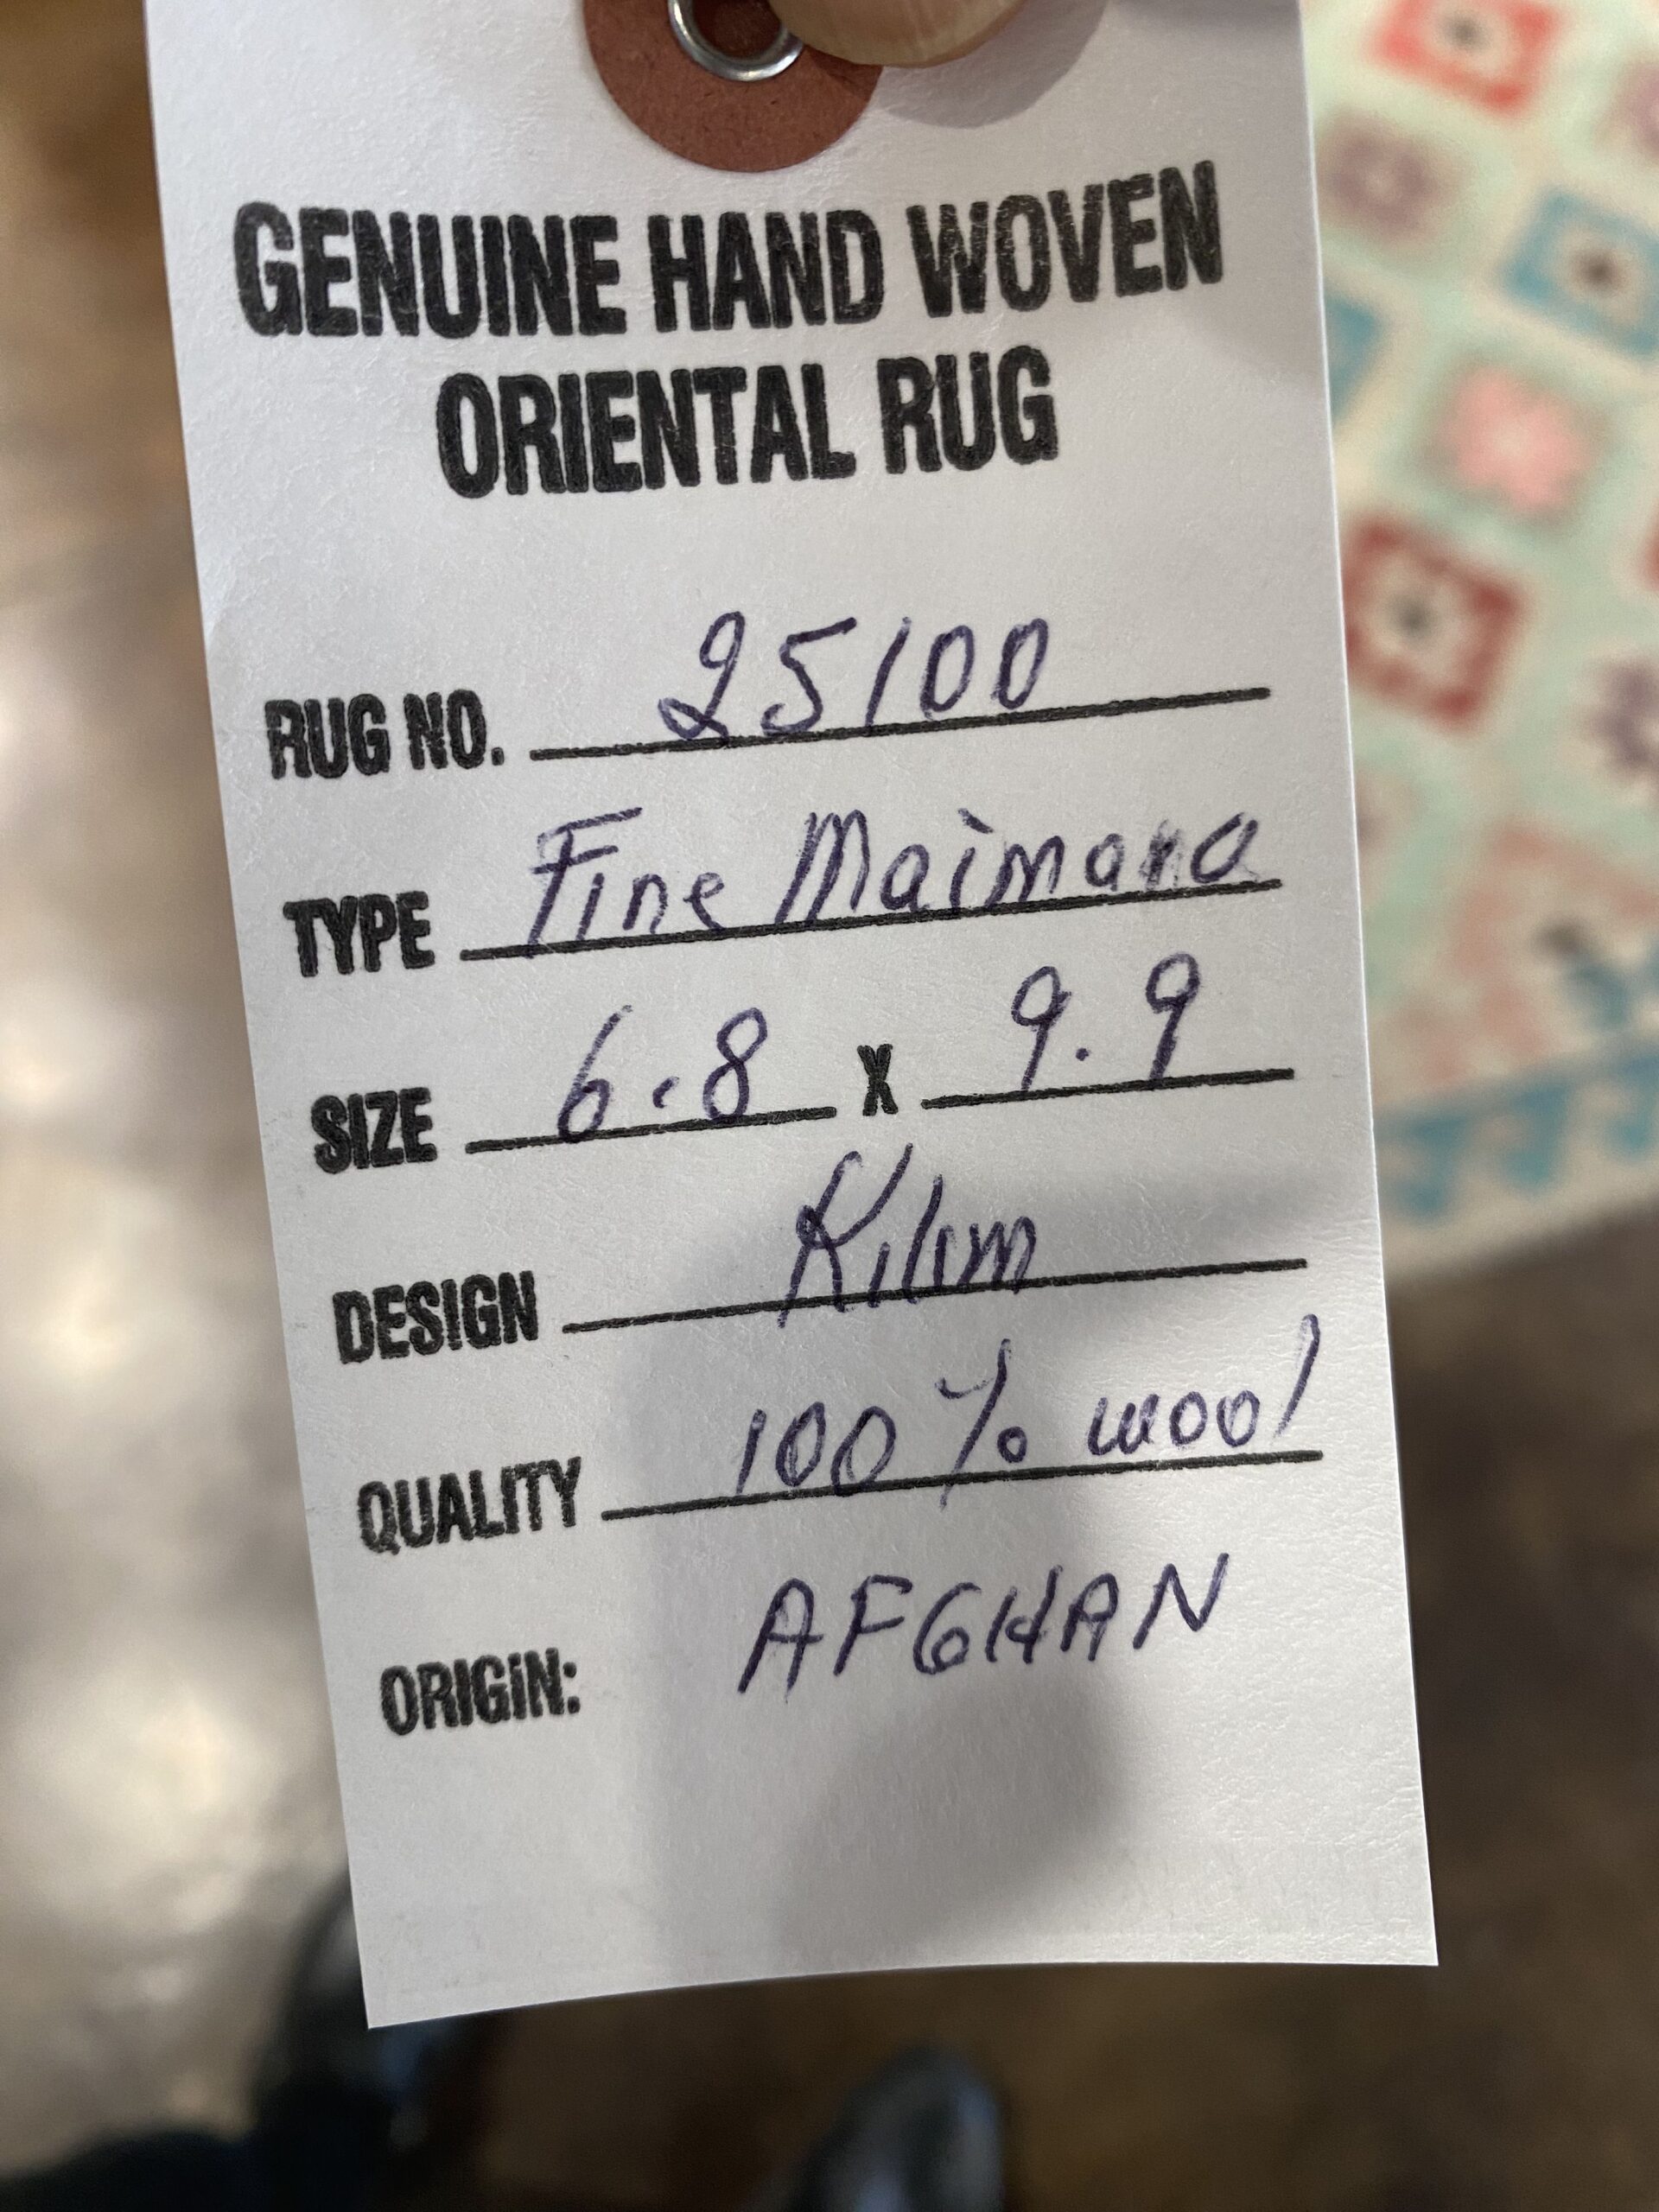 GENUINE HAND WOVEN
ORIENTAL RUG
RUG NO. 25100
TYPE Fine Maimana
SIZE 6.8 X 9.9
DESIGN Kilim
QUALITY 100% wool
ORIGIN: AFGHAN